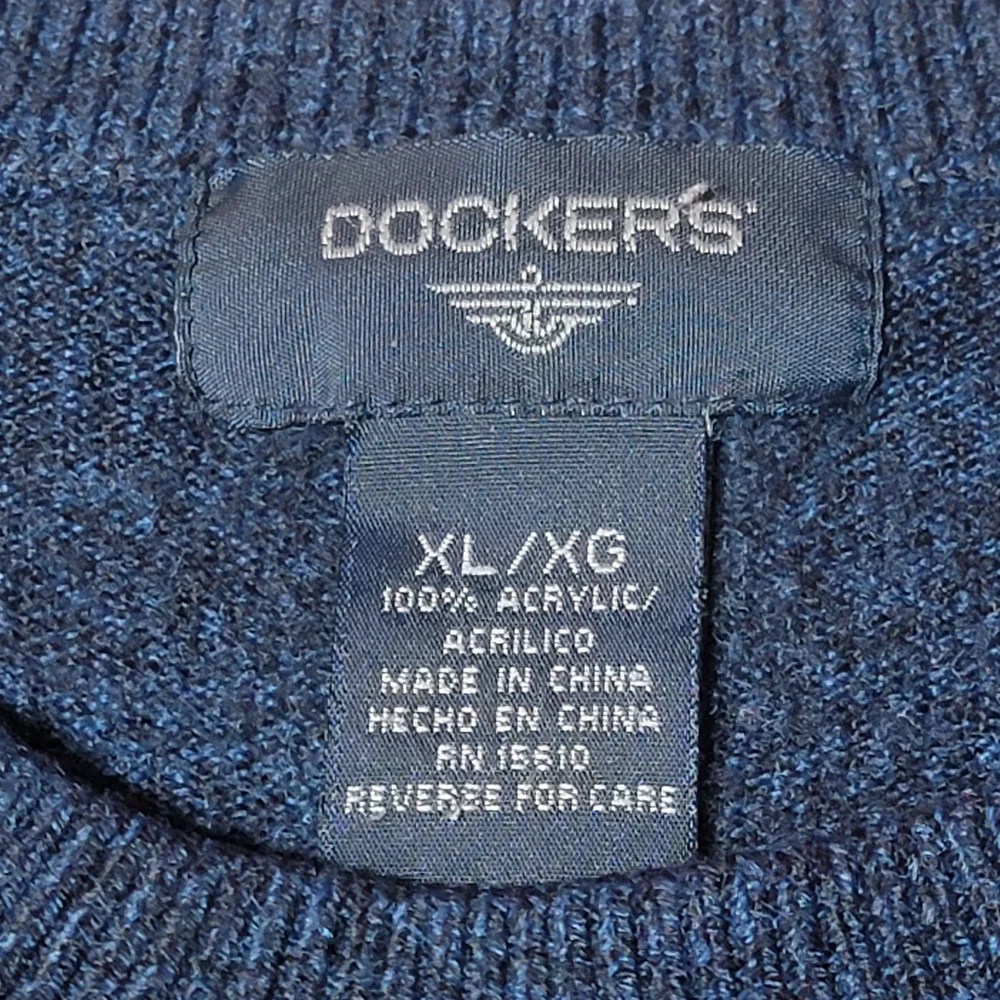 DOCKERS
XL/XG
100% ACRYLIC/
ACRILICO
MADE IN CHINA
HECHO EN CHINA
RN 15610
REVERSE FOR CARE